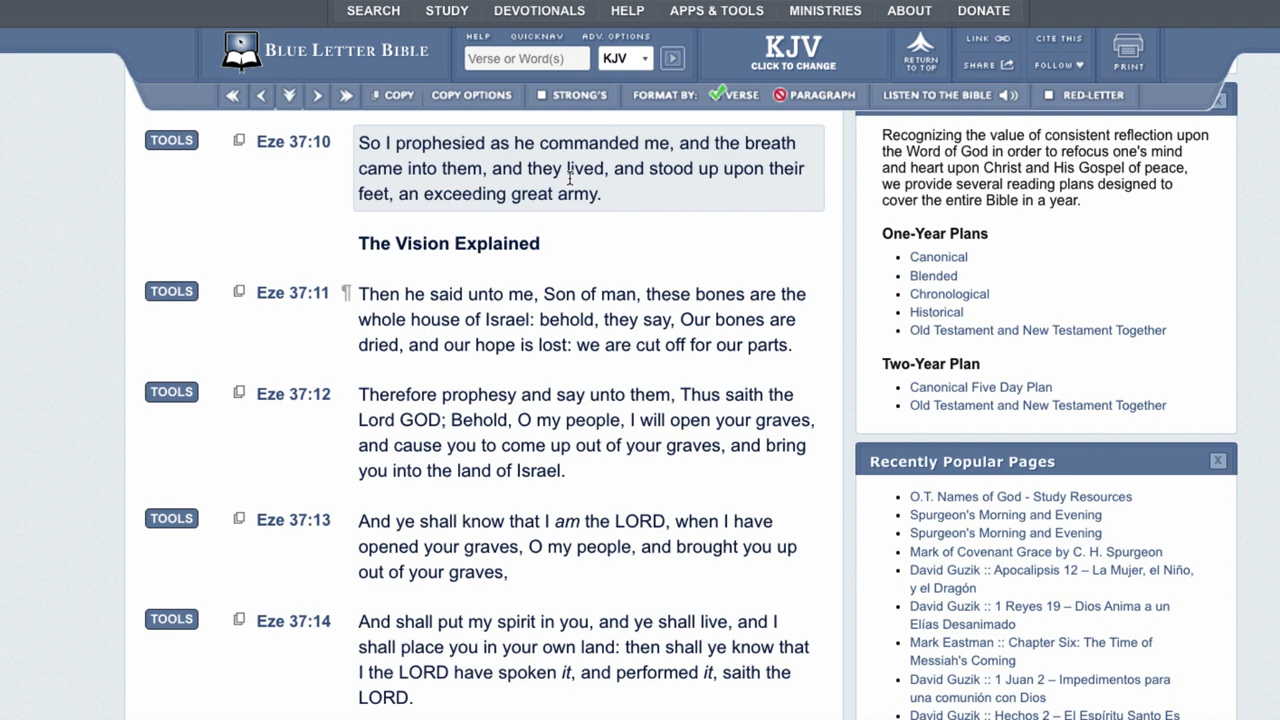 SEARCH STUDY DEVOTIONALS HELP APPS & TOOLS MINISTRIES ABOUT DONATE
BLUE LETTER BIBLE
HELP QUICKNAV ADV. OPTIONS
Verse or Word(s) KJV
KJV
CLICK TO CHANGE
RETURN
TO TOP
LINK CITE THIS
SHARE FOLLOW
PRINT
COPY COPY OPTIONS STRONG'S FORMAT BY: VERSE PARAGRAPH LISTEN TO THE BIBLE RED-LETTER
X
TOOLS Eze 37:10 So I prophesied as he commanded me, and the breath
came into them, and they lived, and stood up upon their
feet, an exceeding great army.
The Vision Explained
TOOLS Eze 37:11 ¶ Then he said unto me, Son of man, these bones are the
whole house of Israel: behold, they say, Our bones are
dried, and our hope is lost: we are cut off for our parts.
TOOLS Eze 37:12 Therefore prophesy and say unto them, Thus saith the
Lord GOD; Behold, O my people, I will open your graves,
and cause you to come up out of your graves, and bring
you into the land of Israel.
TOOLS Eze 37:13 And ye shall know that I am the LORD, when I have
opened your graves, O my people, and brought you up
out of your graves,
TOOLS Eze 37:14 And shall put my spirit in you, and ye shall live, and I
shall place you in your own land: then shall ye know that
I the LORD have spoken it, and performed it, saith the
LORD.
Recognizing the value of consistent reflection upon
the Word of God in order to refocus one's mind
and heart upon Christ and His Gospel of peace,
we provide several reading plans designed to
cover the entire Bible in a year.
One-Year Plans
• Canonical
• Blended
• Chronological
• Historical
• Old Testament and New Testament Together
Two-Year Plan
• Canonical Five Day Plan
• Old Testament and New Testament Together
Recently Popular Pages X
• O.T. Names of God - Study Resources
• Spurgeon's Morning and Evening
• Spurgeon's Morning and Evening
• Mark of Covenant Grace by C. H. Spurgeon
• David Guzik :: Apocalipsis 12 – La Mujer, el Niño,
y el Dragón
• David Guzik :: 1 Reyes 19 – Dios Anima a un
Elías Desanimado
• Mark Eastman :: Chapter Six: The Time of
Messiah's Coming
• David Guzik :: 1 Juan 2 – Impedimentos para
una comunión con Dios
• David Guzik :: Hechos 2 – El Espíritu Santo Es